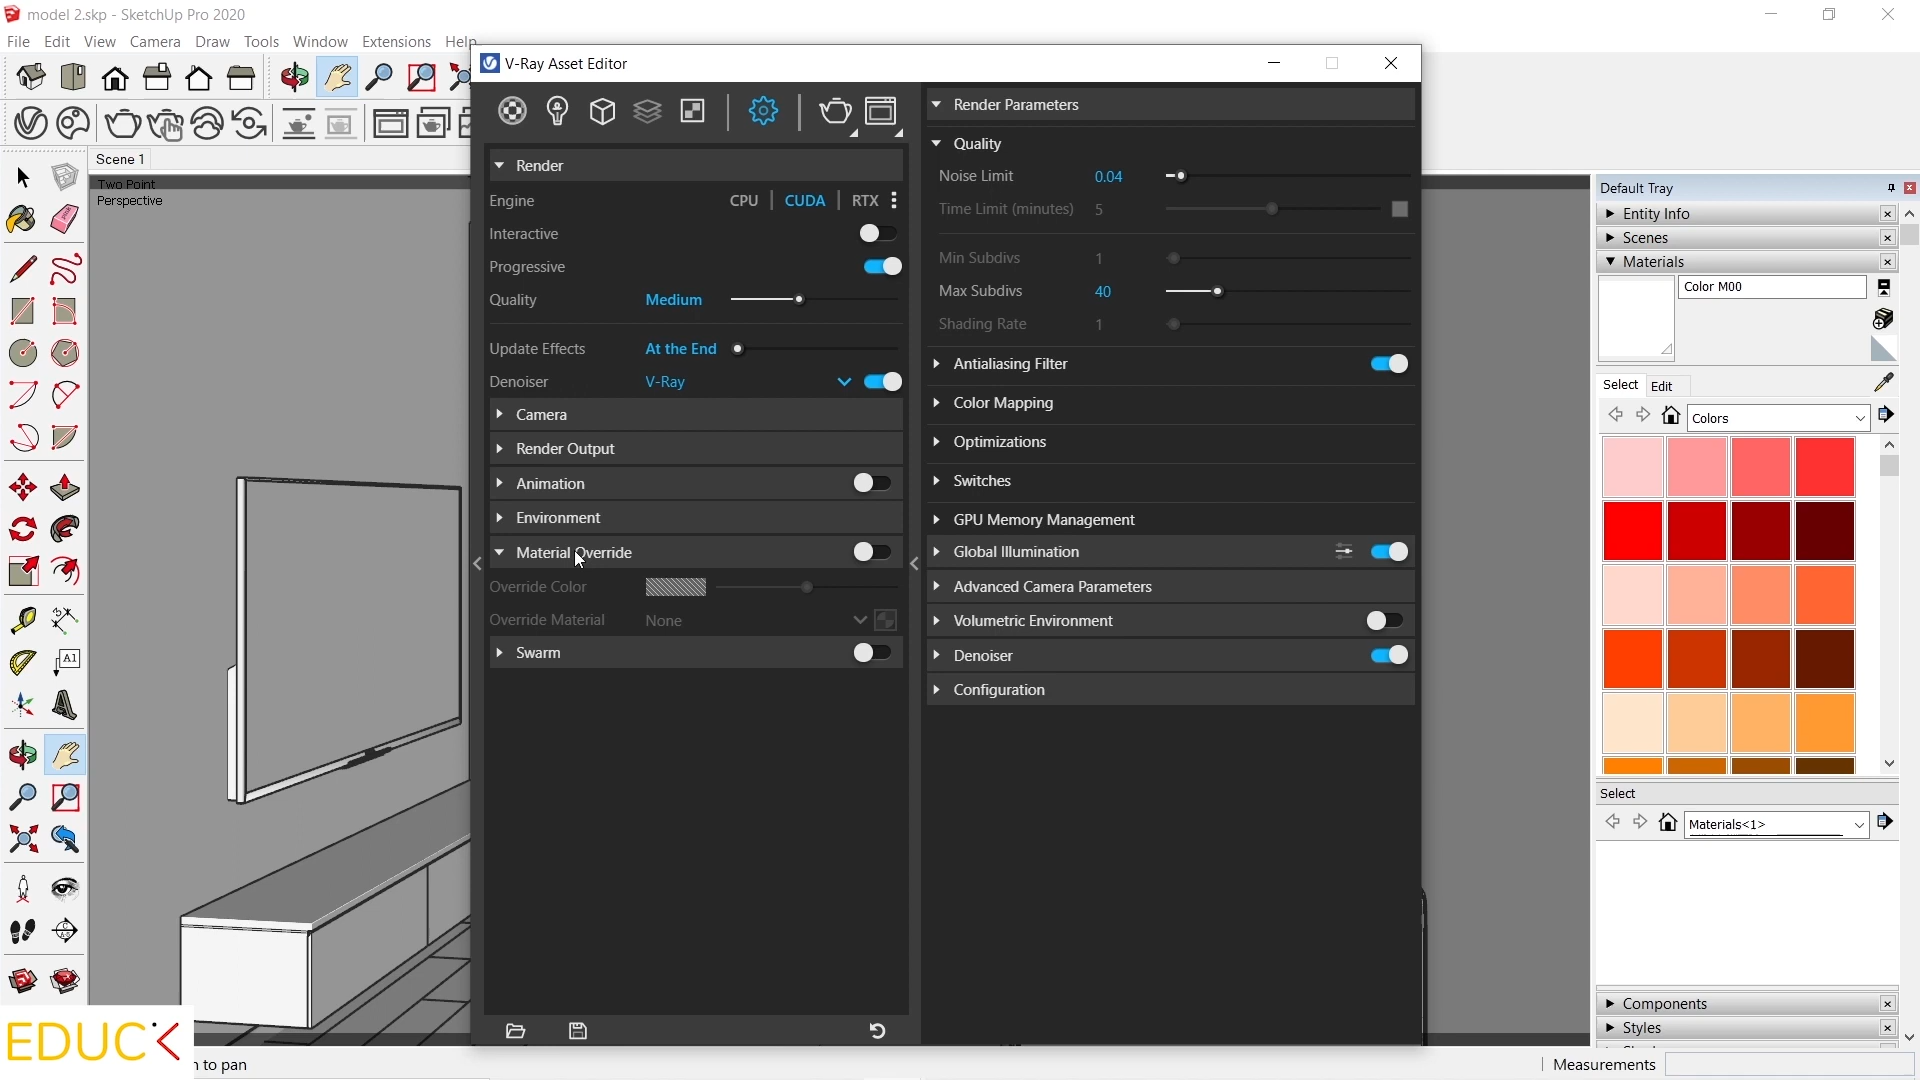 model 2.skp - SketchUp Pro 2020
File Edit View Camera Draw Tools Window Extensions Help
V-Ray Asset Editor
Scene 1
Two Point
Perspective
Render
Engine CPU CUDA RTX
Interactive
Progressive
Quality Medium
Update Effects At the End
Denoiser V-Ray
Camera
Render Output
Animation
Environment
Material Override
Override Color
Override Material None
Swarm
Render Parameters
Quality
Noise Limit 0.04
Time Limit (minutes) 5
Min Subdivs 1
Max Subdivs 40
Shading Rate 1
Antialiasing Filter
Color Mapping
Optimizations
Switches
GPU Memory Management
Global Illumination
Advanced Camera Parameters
Volumetric Environment
Denoiser
Configuration
Default Tray
Entity Info
Scenes
Materials
Color M00
Select Edit
Colors
Select
Materials<1>
Components
Styles
A1
EDUC
n to pan
Measurements